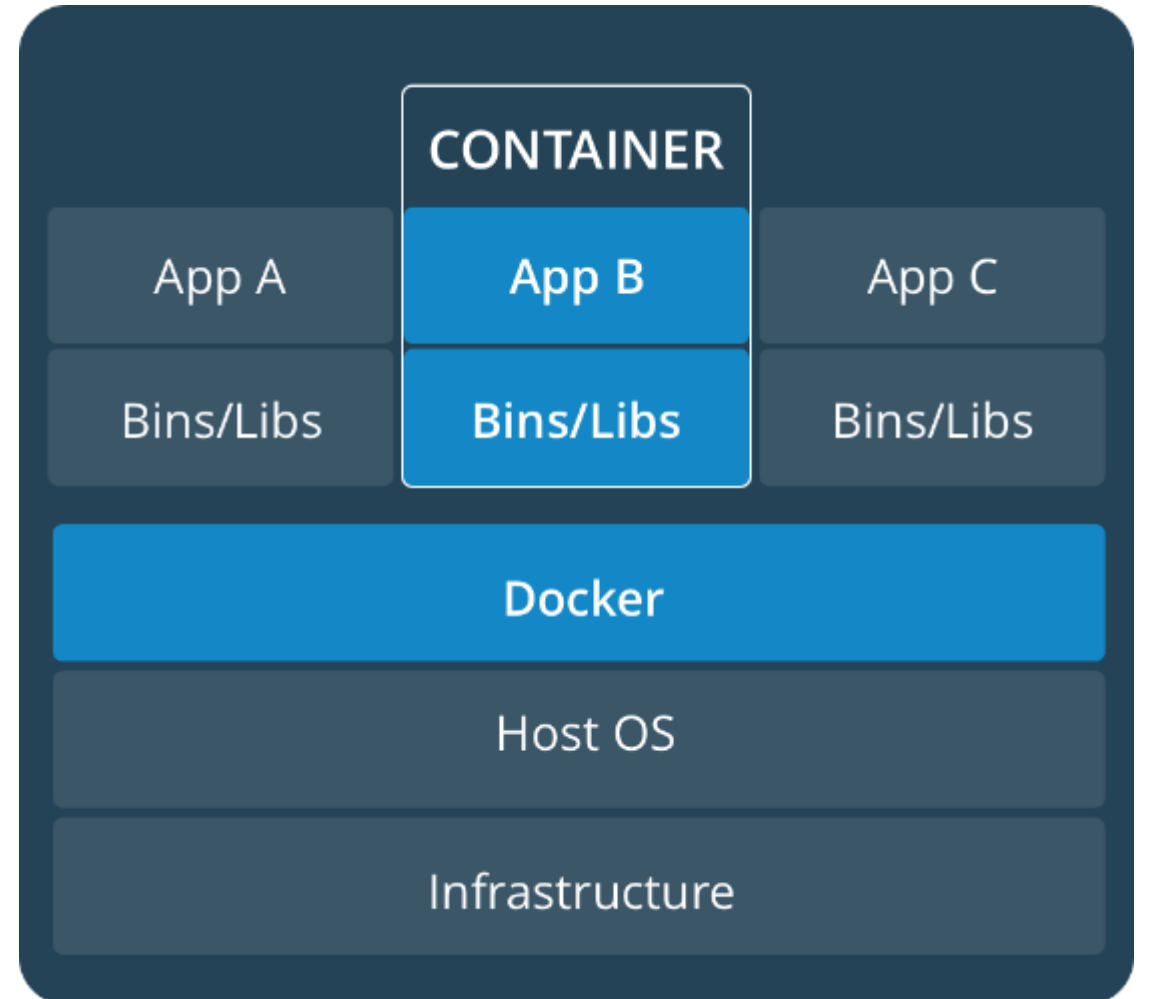 CONTAINER
App A
App B
App C
Bins/Libs
Bins/Libs
Bins/Libs
Docker
Host OS
Infrastructure